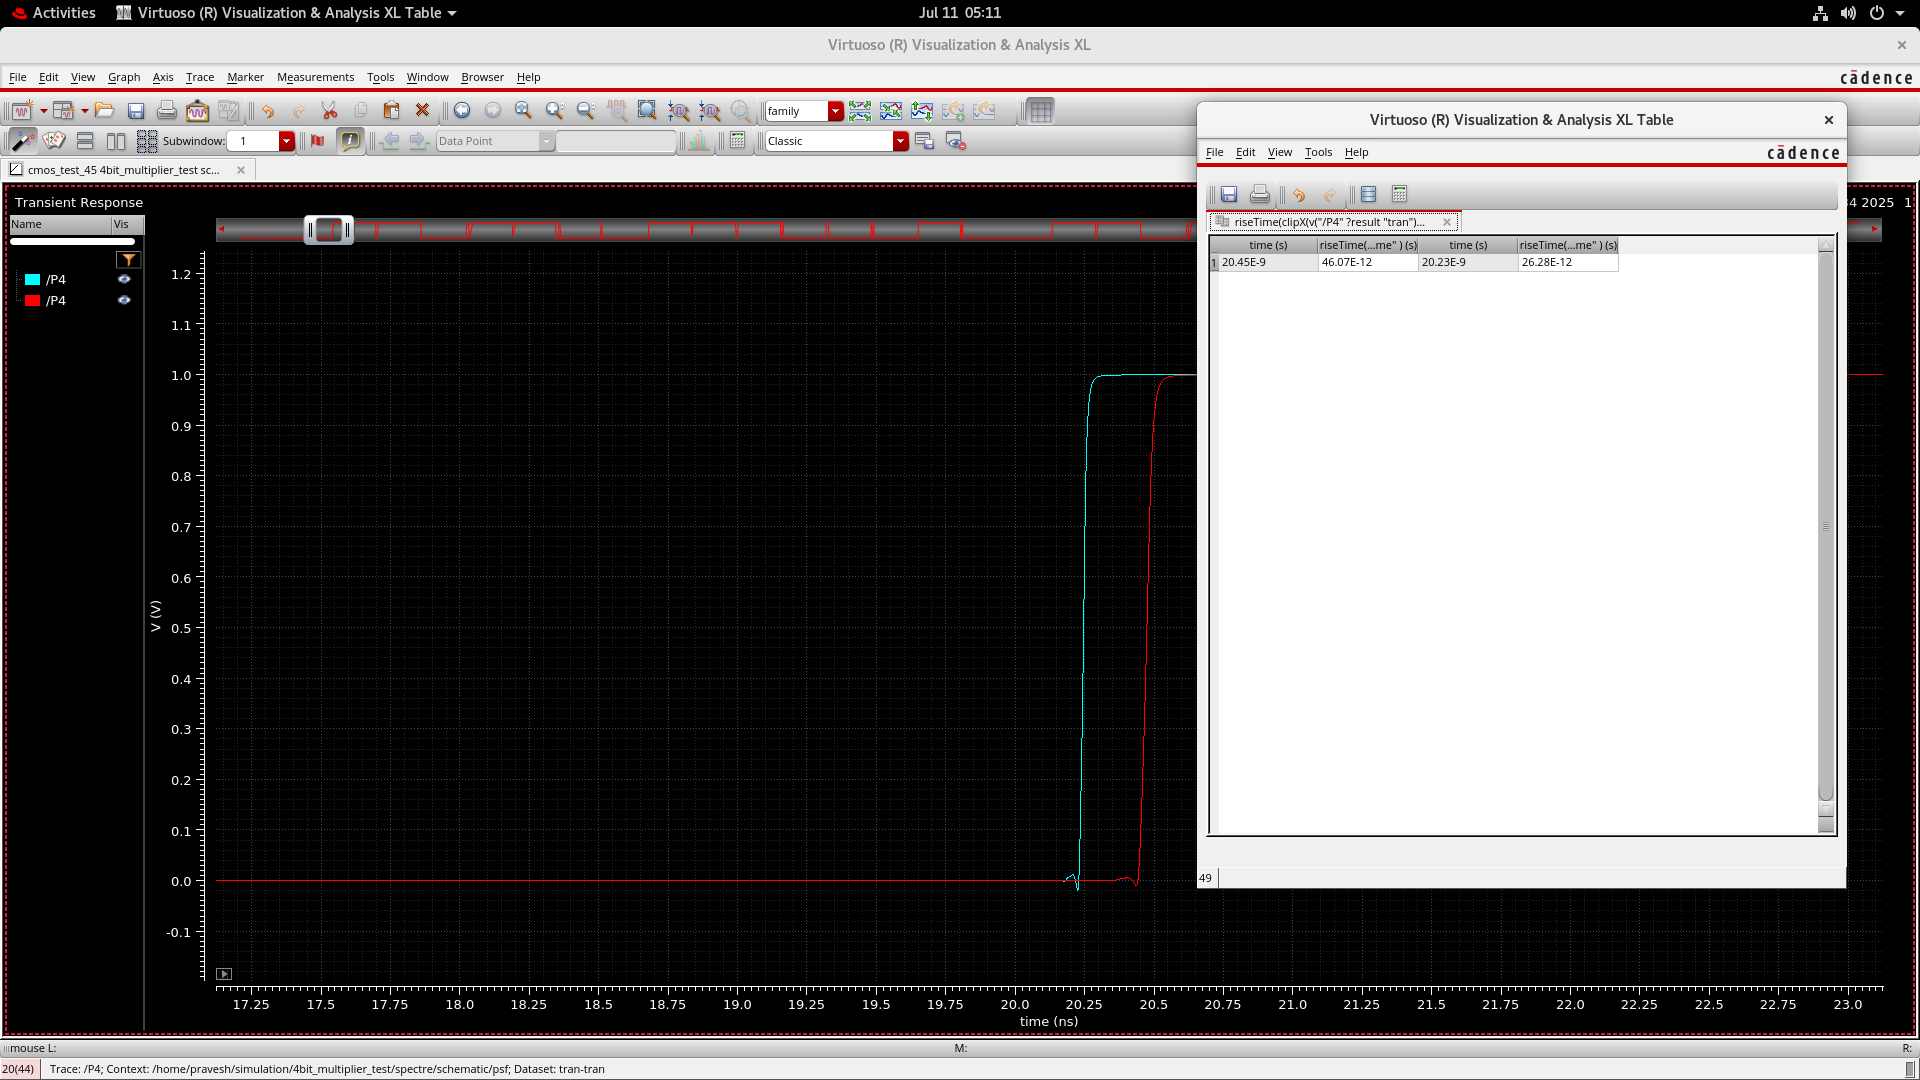 Activities
Virtuoso (R) Visualization & Analysis XL Table
Jul 11 05:11
Virtuoso (R) Visualization & Analysis XL
File Edit View Graph Axis Trace Marker Measurements Tools Window Browser Help
cādence
family
Subwindow: 1
Data Point
Classic
cmos_test_45 4bit_multiplier_test sc...
Transient Response
Name Vis
/P4
/P4
2025 1
1.2
1.1
1.0
0.9
0.8
0.7
0.6
0.5
0.4
0.3
0.2
0.1
0.0
-0.1
V (V)
17.25 17.5 17.75 18.0 18.25 18.5 18.75 19.0 19.25 19.5 19.75 20.0 20.25 20.5 20.75 21.0 21.25 21.5 21.75 22.0 22.25 22.5 22.75 23.0
time (ns)
Virtuoso (R) Visualization & Analysis XL Table
File Edit View Tools Help
cādence
riseTime(clipX(v("/P4" ?result "tran")...
time (s) riseTime(...me" ) (s) time (s) riseTime(...me" ) (s)
1 20.45E-9 46.07E-12 20.23E-9 26.28E-12
49
mouse L: M: R:
20(44) Trace: /P4; Context: /home/pravesh/simulation/4bit_multiplier_test/spectre/schematic/psf; Dataset: tran-tran